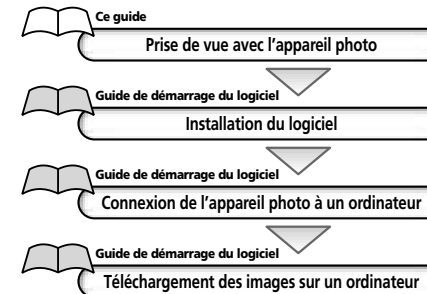 Ce guide
Prise de vue avec l'appareil photo
Guide de démarrage du logiciel
Installation du logiciel
Guide de démarrage du logiciel
Connexion de l'appareil photo à un ordinateur
Guide de démarrage du logiciel
Téléchargement des images sur un ordinateur